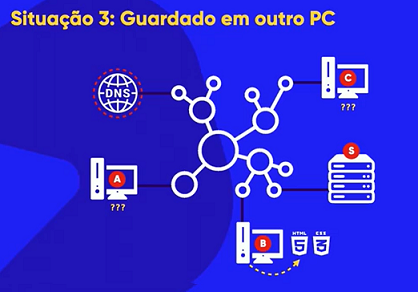 Situação 3: Guardado em outro PC
DNS
C
???
S
A
???
B
HTML
5
CSS
3